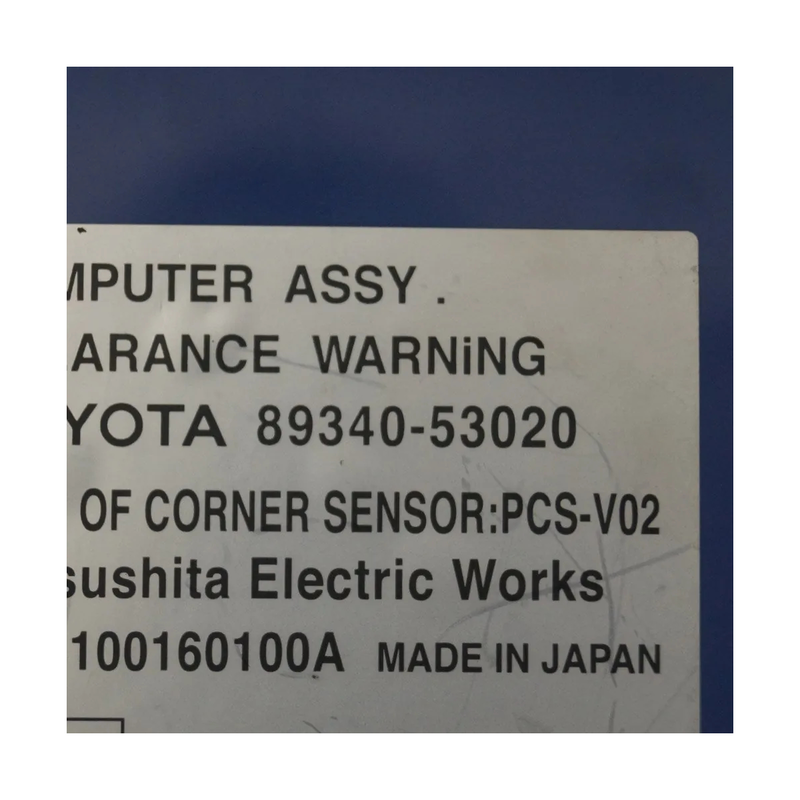 MPUTER ASSY .
ARANCE WARNiNG
YOTA 89340-53020
OF CORNER SENSOR:PCS-V02
sushita Electric Works
100160100A MADE IN JAPAN